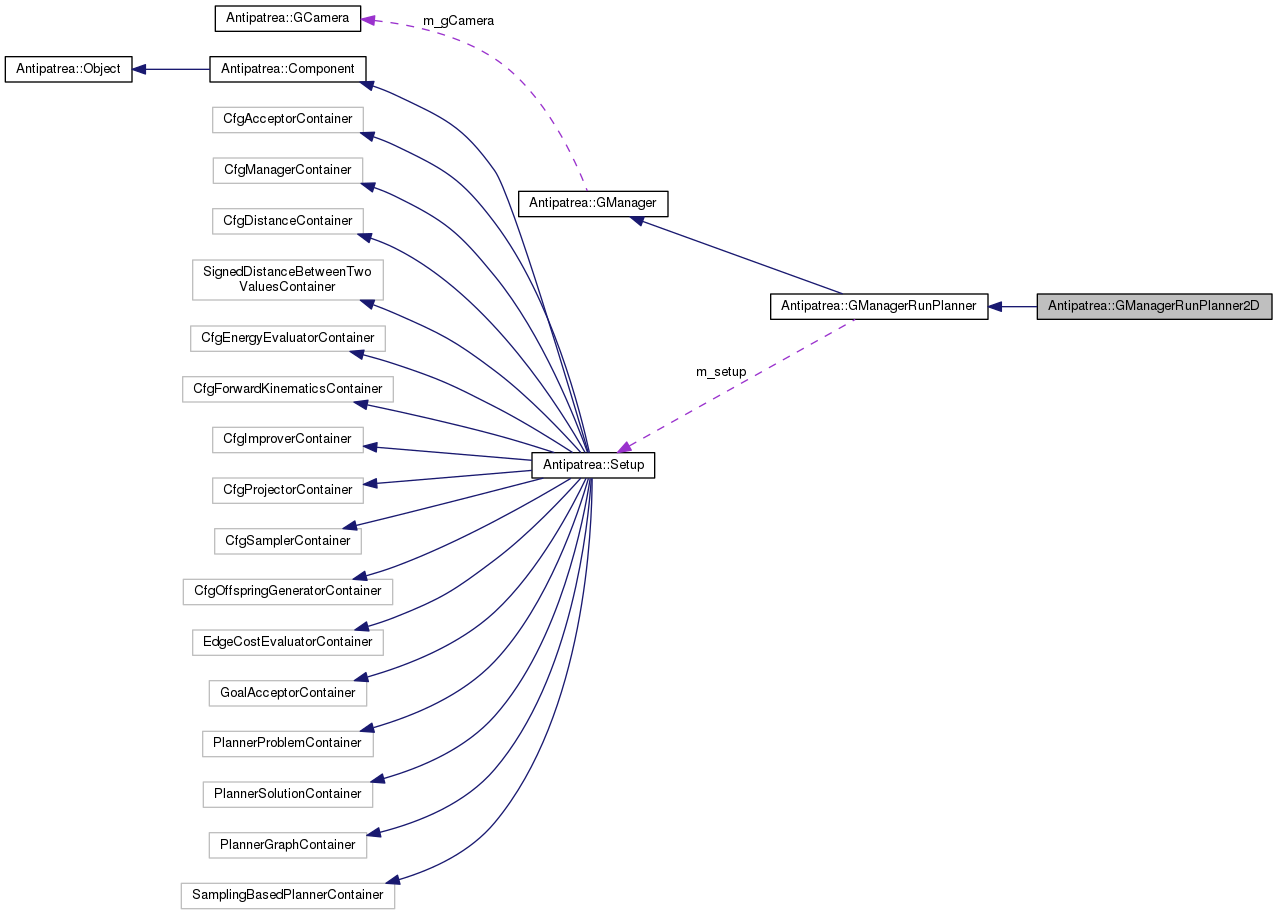 Antipatrea::GCamera
m_gCamera
Antipatrea::Object
Antipatrea::Component
CfgAcceptorContainer
CfgManagerContainer
Antipatrea::GManager
CfgDistanceContainer
SignedDistanceBetweenTwo
ValuesContainer
Antipatrea::GManagerRunPlanner
Antipatrea::GManagerRunPlanner2D
CfgEnergyEvaluatorContainer
m_setup
CfgForwardKinematicsContainer
CfgImproverContainer
Antipatrea::Setup
CfgProjectorContainer
CfgSamplerContainer
CfgOffspringGeneratorContainer
EdgeCostEvaluatorContainer
GoalAcceptorContainer
PlannerProblemContainer
PlannerSolutionContainer
PlannerGraphContainer
SamplingBasedPlannerContainer